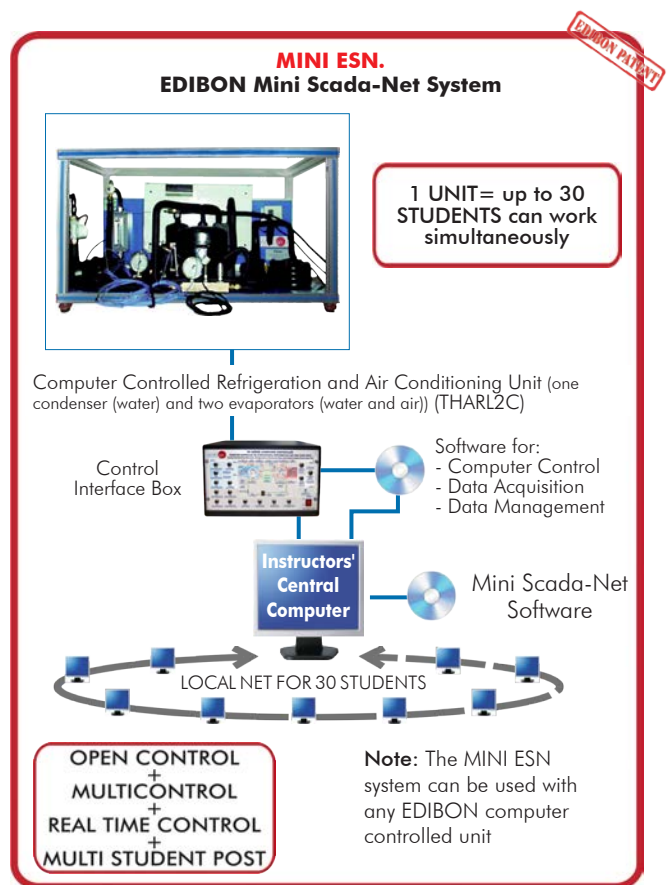 EDIBON PATENT
MINI ESN.
EDIBON Mini Scada-Net System
1 UNIT= up to 30
STUDENTS can work
simultaneously
Computer Controlled Refrigeration and Air Conditioning Unit (one
condenser (water) and two evaporators (water and air)) (THARL2C)
Control
Interface Box
Software for:
- Computer Control
- Data Acquisition
- Data Management
Instructors'
Central
Computer
Mini Scada-Net
Software
LOCAL NET FOR 30 STUDENTS
OPEN CONTROL
+
MULTICONTROL
+
REAL TIME CONTROL
+
MULTI STUDENT POST
Note: The MINI ESN
system can be used with
any EDIBON computer
controlled unit